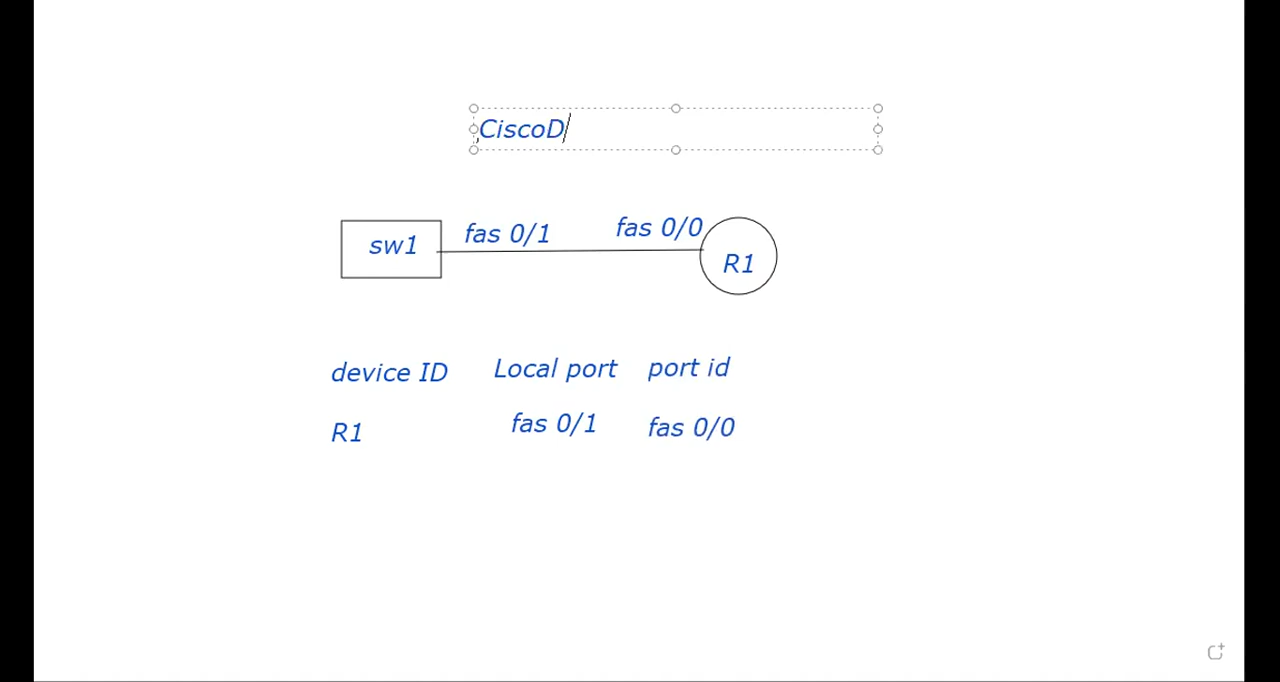 CiscoD
fas 0/1 fas 0/0
sw1 R1
device ID Local port port id
R1 fas 0/1 fas 0/0